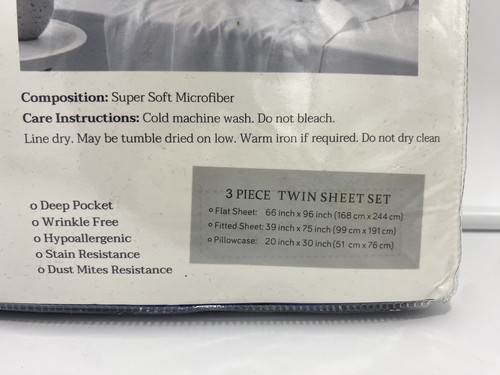 Composition: Super Soft Microfiber
Care Instructions: Cold machine wash. Do not bleach.
Line dry. May be tumble dried on low. Warm iron if required. Do not dry clean
o Deep Pocket
o Wrinkle Free
o Hypoallergenic
o Stain Resistance
o Dust Mites Resistance
3 PIECE TWIN SHEET SET
o Flat Sheet: 66 inch x 96 inch (168 cm x 244 cm)
o Fitted Sheet: 39 inch x 75 inch (99 cm x 191 cm)
o Pillowcase: 20 inch x 30 inch (51 cm x 76 cm)